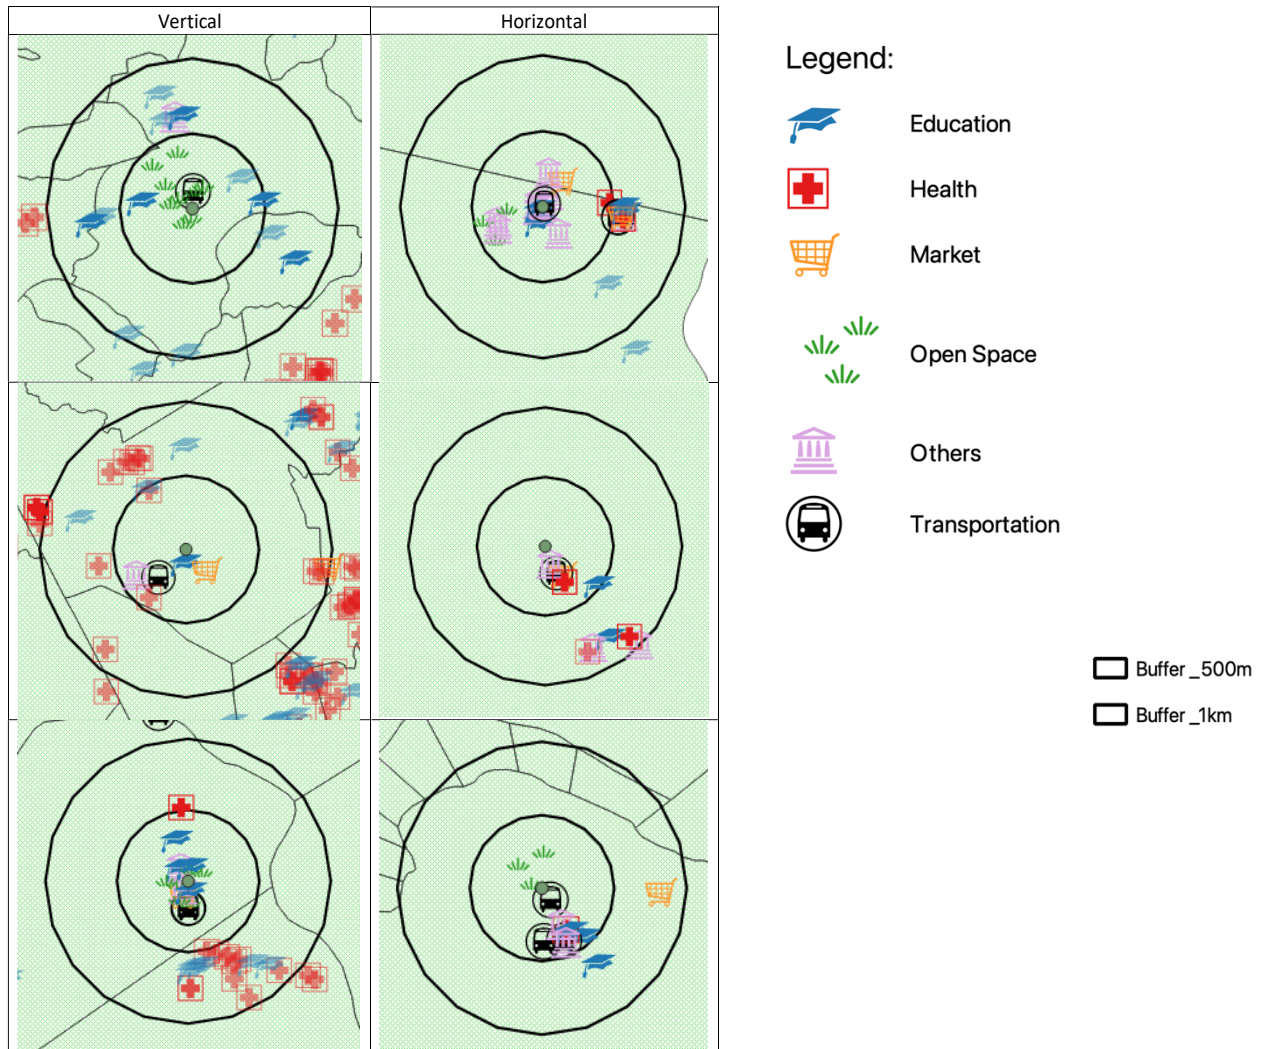 Vertical
Horizontal
Legend:
Education
Health
Market
Open Space
Others
Transportation
Buffer _500m
Buffer _1km